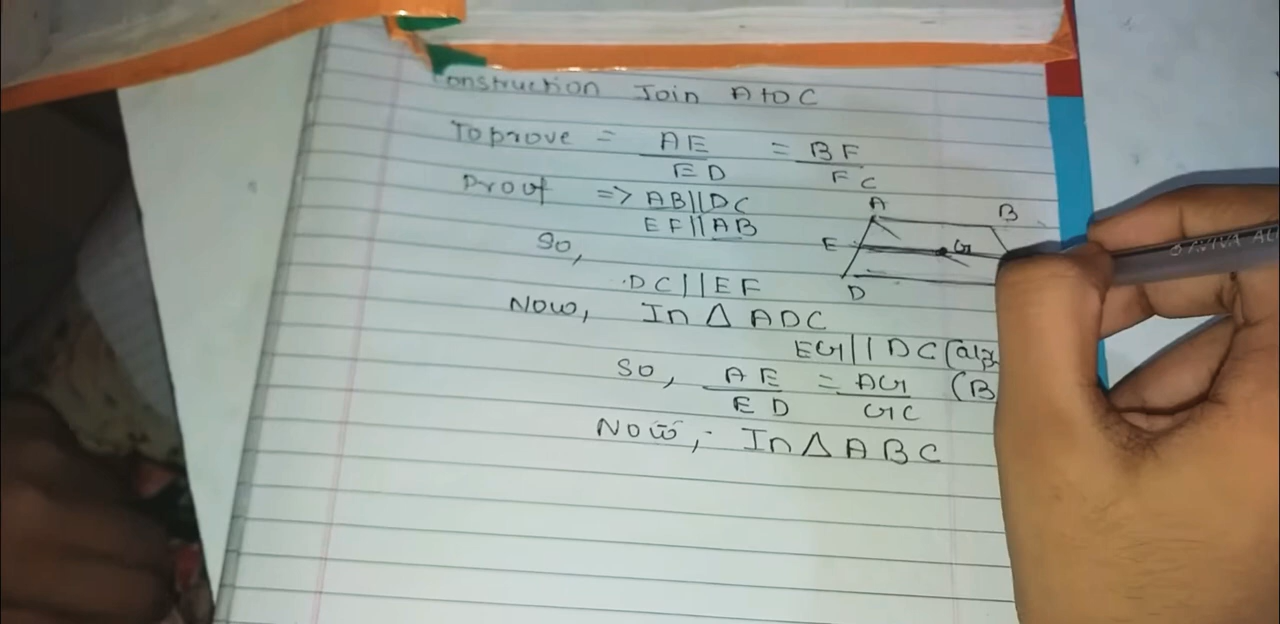 Construction Join A to C
To prove = AE = BF
ED FC
Proof => AB||DC
EF||AB
So,
DC||EF
Now, In Δ ADC
EG||DC
So, AE = AG (B
ED GC
Now,- In Δ ABC
A B
E G
D
AVIVA